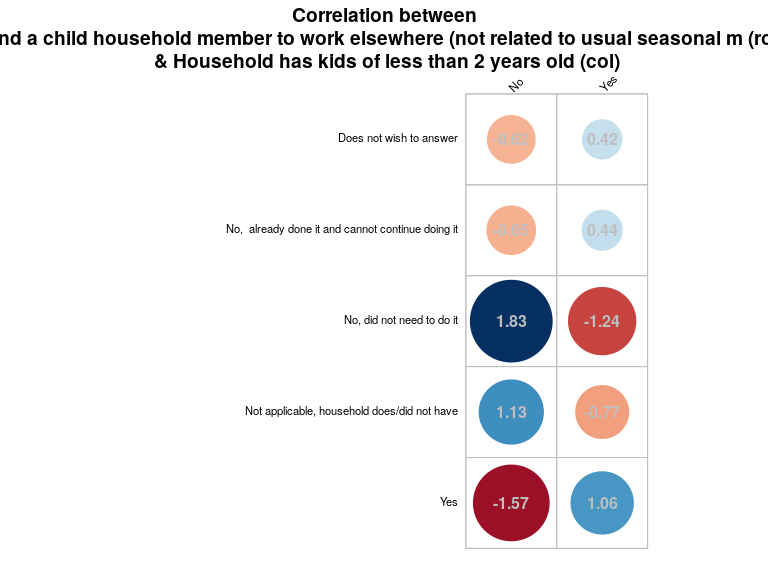 Correlation between
nd a child household member to work elsewhere (not related to usual seasonal m (ro
& Household has kids of less than 2 years old (col)
No Yes
Does not wish to answer -0.62 0.42
No, already done it and cannot continue doing it -0.65 0.44
No, did not need to do it 1.83 -1.24
Not applicable, household does/did not have 1.13 -0.77
Yes -1.57 1.06